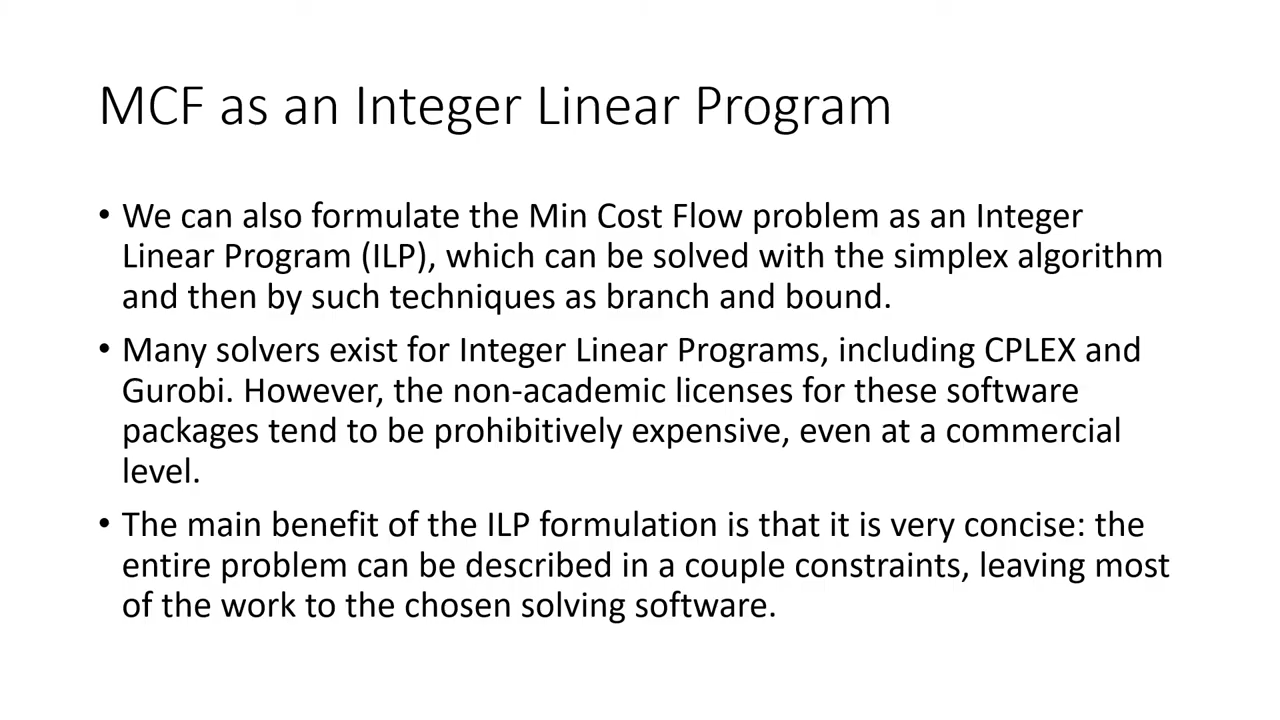 MCF as an Integer Linear Program
• We can also formulate the Min Cost Flow problem as an Integer
Linear Program (ILP), which can be solved with the simplex algorithm
and then by such techniques as branch and bound.
• Many solvers exist for Integer Linear Programs, including CPLEX and
Gurobi. However, the non-academic licenses for these software
packages tend to be prohibitively expensive, even at a commercial
level.
• The main benefit of the ILP formulation is that it is very concise: the
entire problem can be described in a couple constraints, leaving most
of the work to the chosen solving software.